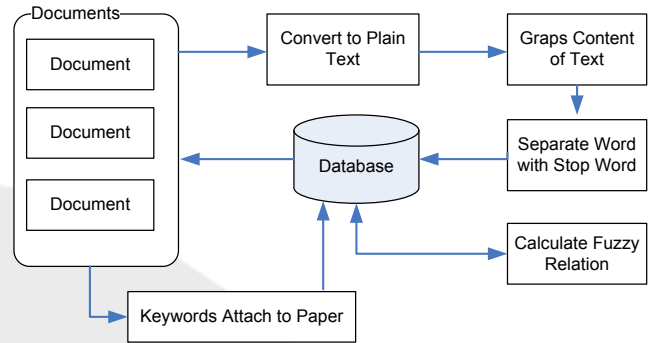 Documents
Document
Document
Document
Convert to Plain
Text
Graps Content
of Text
Separate Word
with Stop Word
Database
Calculate Fuzzy
Relation
Keywords Attach to Paper